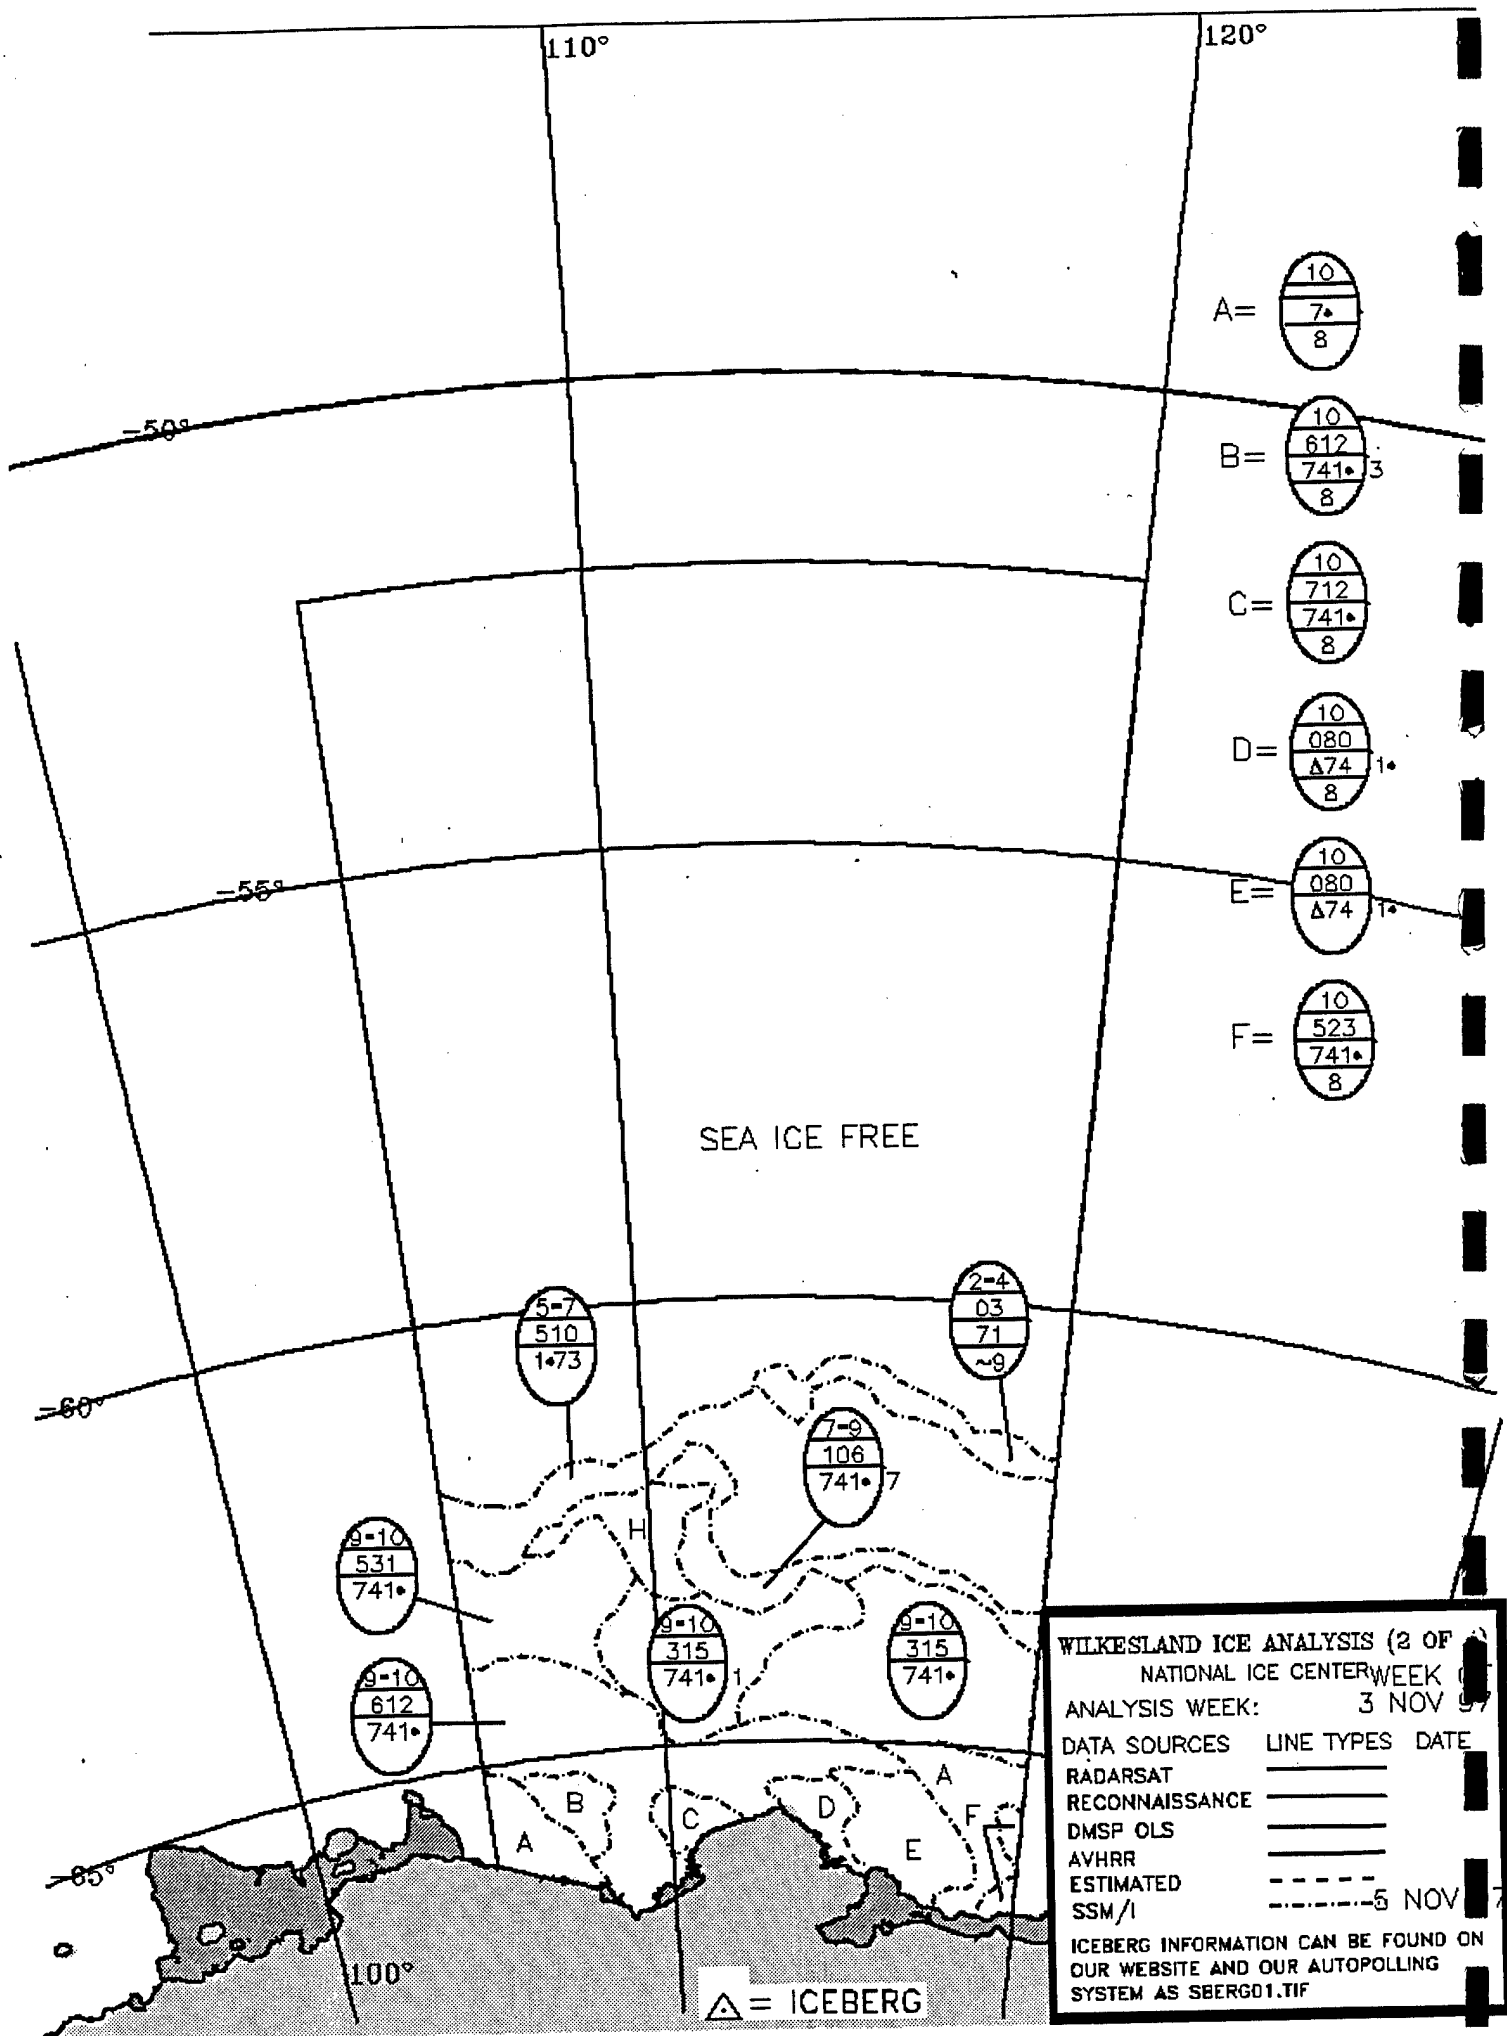 110°
120°
A=
10
7•
8
-50°
B=
10
612
741• 3
8
C=
10
712
741•
8
D=
10
080
Δ74 1•
8
-55°
E=
10
080
Δ74 1•
F=
10
523
741•
8
SEA ICE FREE
5-7
510
1•73
2-4
03
71
~9
-60°
7-9
106
741• 7
H
9-10
531
741•
9-10
315
741• 1
9-10
315
741•
9-10
612
741•
A
B
C
D
A
F
E
-65°
100°
△ = ICEBERG
WILKESLAND ICE ANALYSIS (2 OF
NATIONAL ICE CENTER WEEK
ANALYSIS WEEK: 3 NOV 97
DATA SOURCES LINE TYPES DATE
RADARSAT
RECONNAISSANCE
DMSP OLS
AVHRR
ESTIMATED
SSM/I 5 NOV
ICEBERG INFORMATION CAN BE FOUND ON
OUR WEBSITE AND OUR AUTOPOLLING
SYSTEM AS SBERG01.TIF